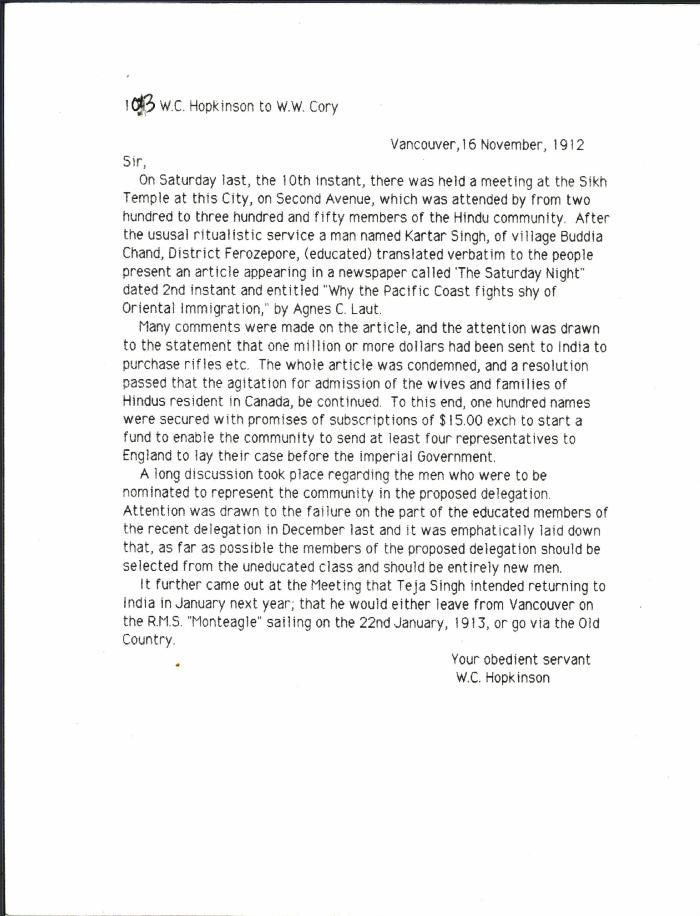 103 W.C. Hopkinson to W.W. Cory
Vancouver,16 November, 1912
Sir,
On Saturday last, the 10th instant, there was held a meeting at the Sikh
Temple at this City, on Second Avenue, which was attended by from two
hundred to three hundred and fifty members of the Hindu community. After
the ususal ritualistic service a man named Kartar Singh, of village Buddia
Chand, District Ferozepore, (educated) translated verbatim to the people
present an article appearing in a newspaper called 'The Saturday Night"
dated 2nd instant and entitled "Why the Pacific Coast fights shy of
Oriental Immigration," by Agnes C. Laut.
Many comments were made on the article, and the attention was drawn
to the statement that one million or more dollars had been sent to India to
purchase rifles etc. The whole article was condemned, and a resolution
passed that the agitation for admission of the wives and families of
Hindus resident in Canada, be continued. To this end, one hundred names
were secured with promises of subscriptions of $15.00 exch to start a
fund to enable the community to send at least four representatives to
England to lay their case before the Imperial Government.
A long discussion took place regarding the men who were to be
nominated to represent the community in the proposed delegation.
Attention was drawn to the failure on the part of the educated members of
the recent delegation in December last and it was emphatically laid down
that, as far as possible the members of the proposed delegation should be
selected from the uneducated class and should be entirely new men.
It further came out at the Meeting that Teja Singh intended returning to
India in January next year; that he would either leave from Vancouver on
the R.M.S. "Monteagle" sailing on the 22nd January, 1913, or go via the Old
Country.
Your obedient servant
W.C. Hopkinson